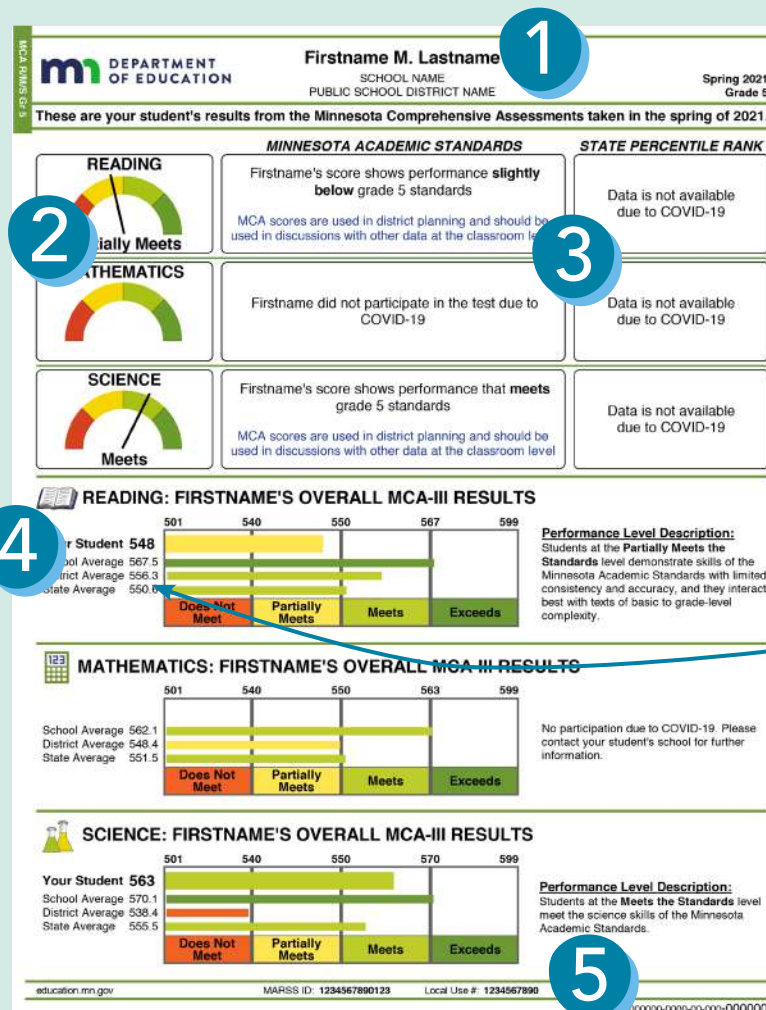 MCA R/M/S Gr 5
DEPARTMENT
OF EDUCATION
Firstname M. Lastname
SCHOOL NAME
PUBLIC SCHOOL DISTRICT NAME
1
Spring 2021
Grade 5
These are your student's results from the Minnesota Comprehensive Assessments taken in the spring of 2021.
MINNESOTA ACADEMIC STANDARDS
STATE PERCENTILE RANK
READING
Meets
2
Firstname's score shows performance slightly
below grade 5 standards
MCA scores are used in district planning and should be
used in discussions with other data at the classroom
3
Data is not available
due to COVID-19
MATHEMATICS
Firstname did not participate in the test due to
COVID-19
Data is not available
due to COVID-19
SCIENCE
Meets
Firstname's score shows performance that meets
grade 5 standards
MCA scores are used in district planning and should be
used in discussions with other data at the classroom level
Data is not available
due to COVID-19
READING: FIRSTNAME'S OVERALL MCA-III RESULTS
501 540 550 567 599
4
Student 548
Average 567.5
District Average 556.3
State Average
Does Not
Meet
Partially
Meets
Meets
Exceeds
Performance Level Description:
Students at the Partially Meets the
Standards level demonstrate skills of the
Minnesota Academic Standards with limited
consistency and accuracy, and they interact
best with texts of basic to grade-level
complexity.
123
MATHEMATICS: FIRSTNAME'S OVERALL MCA-III RESULTS
501 540 550 563 599
School Average 562.1
District Average 548.4
State Average 551.5
Does Not
Meet
Partially
Meets
Meets
Exceeds
No participation due to COVID-19. Please
contact your student's school for further
information.
SCIENCE: FIRSTNAME'S OVERALL MCA-III RESULTS
501 540 550 570 599
Your Student 563
School Average 570.1
District Average 538.4
State Average 555.5
Does Not
Meet
Partially
Meets
Meets
Exceeds
Performance Level Description:
Students at the Meets the Standards level
meet the science skills of the Minnesota
Academic Standards.
5
education.mn.gov
MARSS ID: 1234567890123
Local Use #: 1234567890